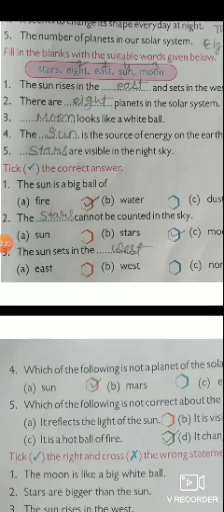 to change its shape everyday at night.
5. The number of planets in our solar system.
Fill in the blanks with the suitable words given below.
stars, eight, east, sun, moon
1. The sun rises in the ......east...... and sets in the wes
2. There are ...eight... planets in the solar system.
3. ......Moon...... looks like a white ball.
4. The ..Sun.. is the source of energy on the earth
5. ...Stars... are visible in the night sky.
Tick (✓) the correct answer.
1. The sun is a big ball of
(a) fire (b) water (c) dus
2. The ..Stars.. cannot be counted in the sky.
(a) sun (b) stars (c) mo
3. The sun sets in the ......west......
(a) east (b) west (c) nor
4. Which of the following is not a planet of the sola
(a) sun (b) mars (c) e
5. Which of the following is not correct about the
(a) It reflects the light of the sun. (b) It is vis
(c) It is a hot ball of fire. (d) It chan
Tick (✓) the right and cross (✗) the wrong stateme
1. The moon is like a big white ball.
2. Stars are bigger than the sun.
3 The sun rises in the west.
V RECORDER